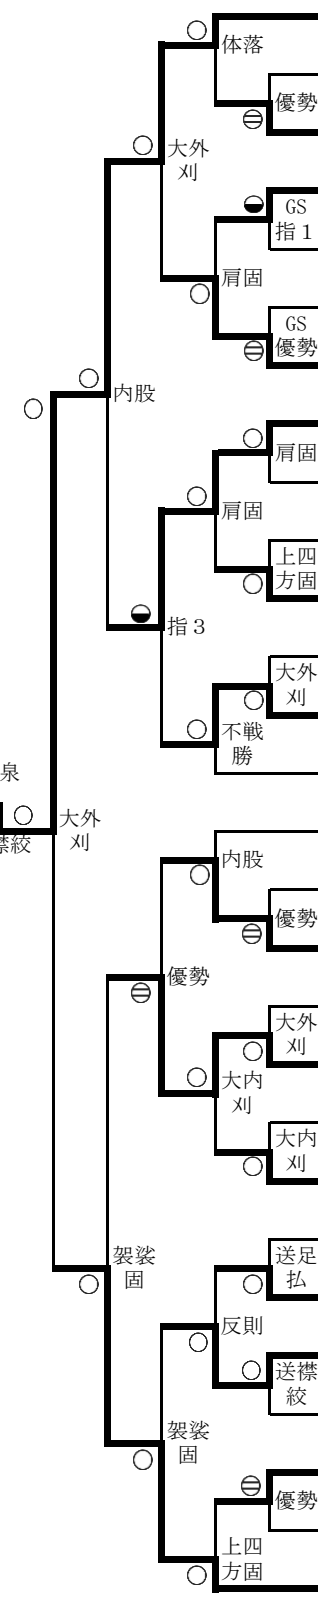 体落
優勢
大外
刈
GS
指1
肩固
GS
優勢
内股
肩固
肩固
上四
方固
指3
大外
刈
不戦
勝
泉
大外
刈
襟絞
内股
優勢
優勢
大外
刈
大内
刈
大内
刈
袈裟
固
送足
払
反則
送襟
絞
袈裟
固
優勢
上四
方固